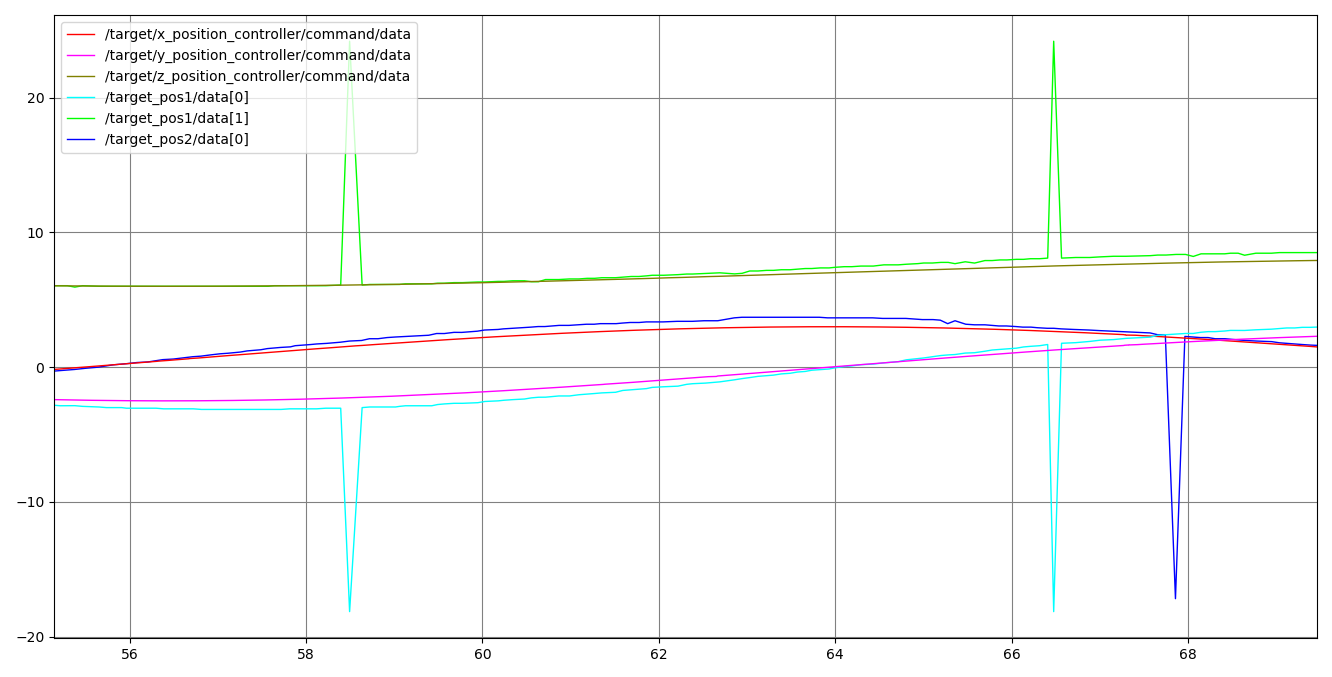 /target/x_position_controller/command/data
/target/y_position_controller/command/data
/target/z_position_controller/command/data
/target_pos1/data[0]
/target_pos1/data[1]
/target_pos2/data[0]
20
10
0
−10
−20
56 58 60 62 64 66 68